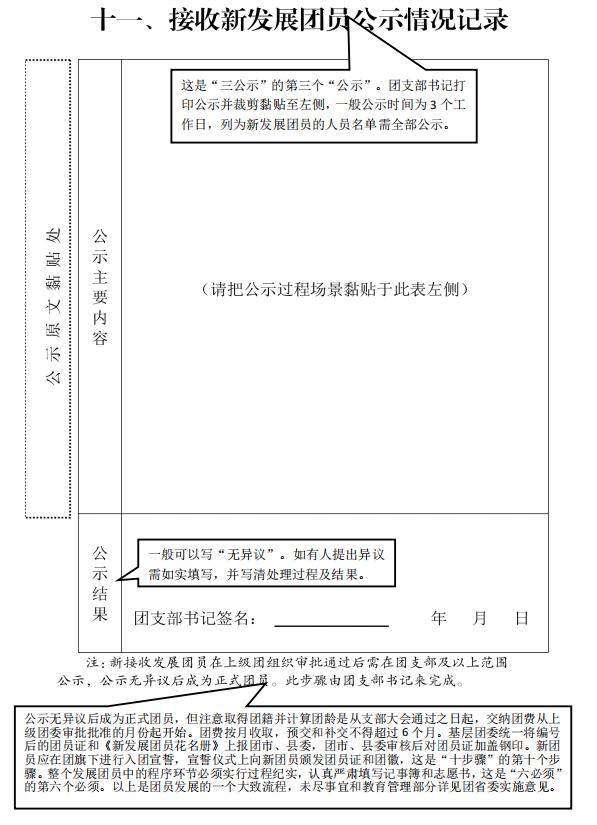 十一、接收新发展团员公示情况记录
这是“三公示”的第三个“公示”。团支部书记打
印公示并裁剪黏贴至左侧，一般公示时间为 3 个工
作日，列为新发展团员的人员名单需全部公示。
公示原文黏贴处
公示主要内容
（请把公示过程场景黏贴于此表左侧）
公示结果
一般可以写“无异议”。如有人提出异议
需如实填写，并写清处理过程及结果。
团支部书记签名： 年 月 日
注：新接收发展团员在上级团组织审批通过后需在团支部及以上范围
公示，公示无异议后成为正式团员。此步骤由团支部书记来完成。
公示无异议后成为正式团员，但注意取得团籍并计算团龄是从支部大会通过之日起，交纳团费从上
级团委审批批准的月份起开始。团费按月收取，预交和补交不得超过 6 个月。基层团委统一将编号
后的团员证和《新发展团员花名册》上报团市、县委，团市、县委审核后对团员证加盖钢印。新团
员应在团旗下进行入团宣誓，宣誓仪式上向新团员颁发团员证和团徽，这是“十步骤”的第十个步
骤。整个发展团员中的程序环节必须实行过程纪实，认真严肃填写记事簿和志愿书，这是“六必须”
的第六个必须。以上是团员发展的一个大致流程，未尽事宜和教育管理部分详见团省委实施意见。